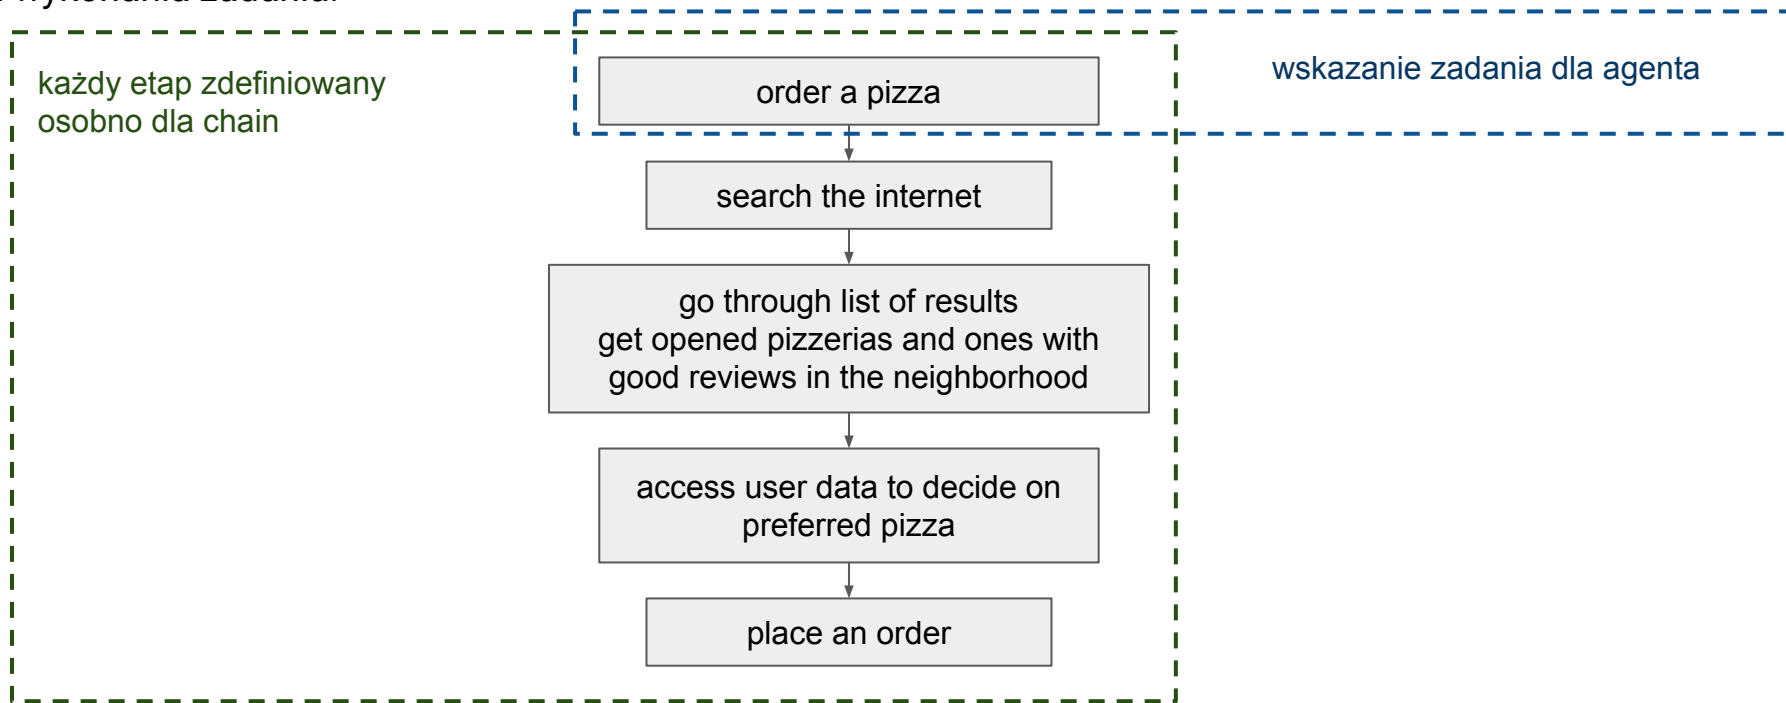 wykonania zadania.
wskazanie zadania dla agenta
każdy etap zdefiniowany
osobno dla chain
order a pizza
search the internet
go through list of results
get opened pizzerias and ones with
good reviews in the neighborhood
access user data to decide on
preferred pizza
place an order